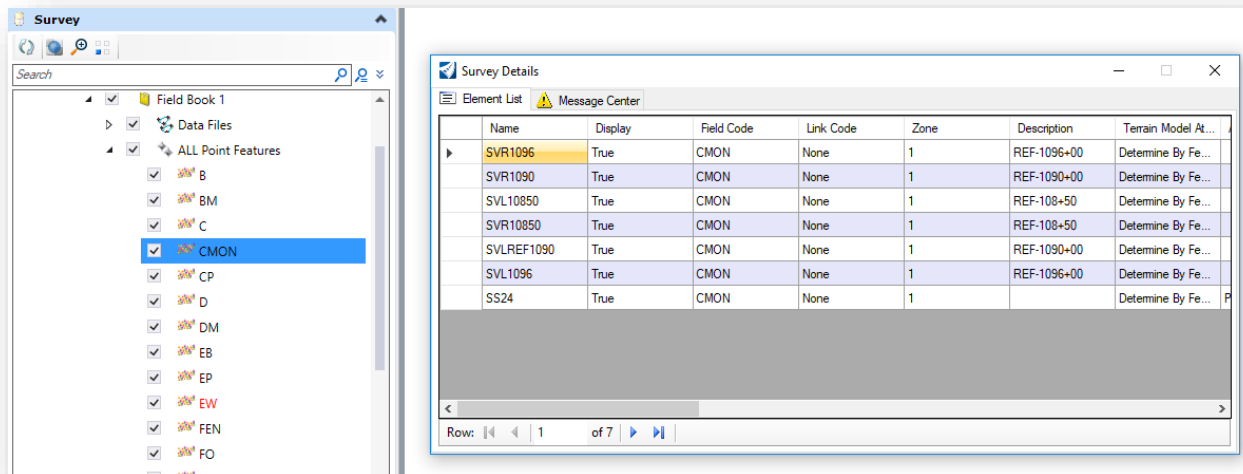 Survey
Search
Field Book 1
Data Files
ALL Point Features
B
BM
C
CMON
CP
D
DM
EB
EP
EW
FEN
FO
Survey Details
Element List Message Center
Name Display Field Code Link Code Zone Description Terrain Model At...
SVR1096 True CMON None 1 REF-1096+00 Determine By Fe...
SVR1090 True CMON None 1 REF-1090+00 Determine By Fe...
SVL10850 True CMON None 1 REF-108+50 Determine By Fe...
SVR10850 True CMON None 1 REF-108+50 Determine By Fe...
SVLREF1090 True CMON None 1 REF-1090+00 Determine By Fe...
SVL1096 True CMON None 1 REF-1096+00 Determine By Fe...
SS24 True CMON None 1 Determine By Fe... P
Row: 1 of 7